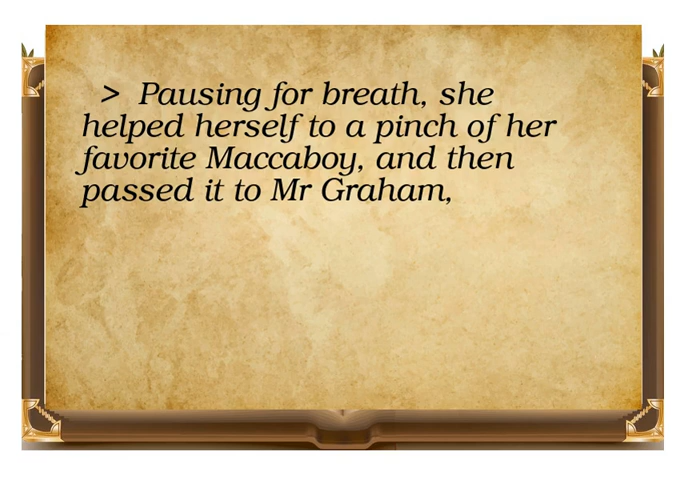 > Pausing for breath, she
helped herself to a pinch of her
favorite Maccaboy, and then
passed it to Mr Graham,